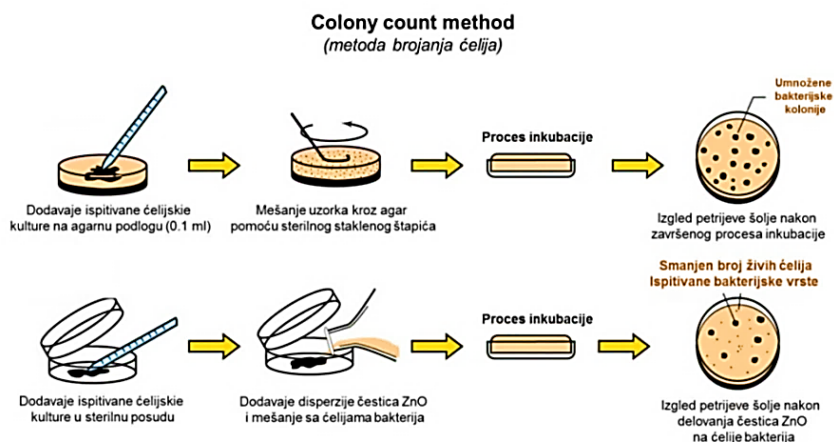 Colony count method
(metoda brojanja ćelija)
Umnožene
bakterijske
kolonije
Proces inkubacije
Dodavaje ispitivane ćelijske
kulture na agarnu podlogu (0.1 ml)
Mešanje uzorka kroz agar
pomoću sterilnog staklenog štapića
Izgled petrijeve šolje nakon
završenog procesa inkubacije
Smanjen broj živih ćelija
Ispitivane bakterijske vrste
Proces inkubacije
Dodavaje ispitivane ćelijske
kulture u sterilnu posudu
Dodavaje disperzije čestica ZnO
i mešanje sa ćelijama bakterija
Izgled petrijeve šolje nakon
delovanja čestica ZnO
na ćelije bakterija